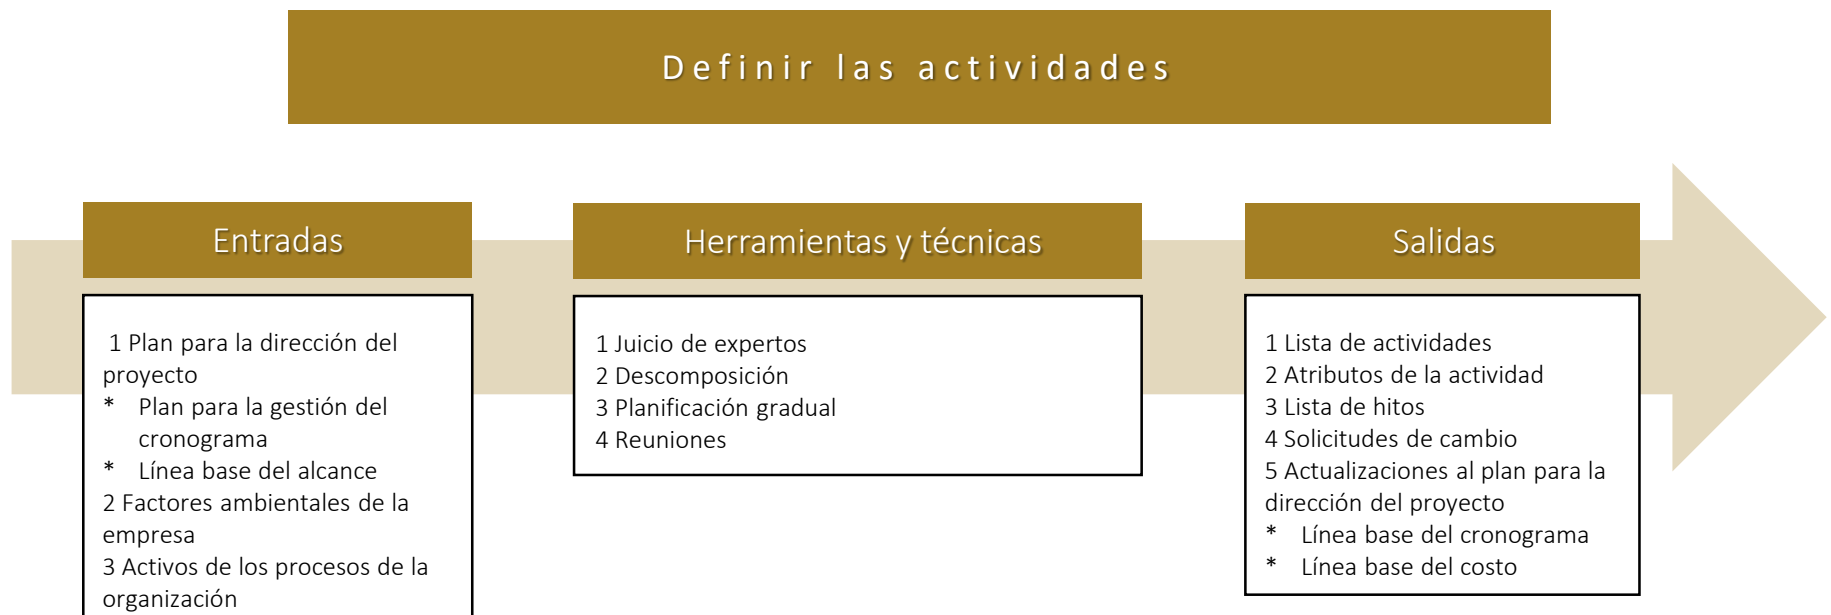 Definir las actividades
Entradas
1 Plan para la dirección del
proyecto
* Plan para la gestión del
cronograma
* Línea base del alcance
2 Factores ambientales de la
empresa
3 Activos de los procesos de la
organización
Herramientas y técnicas
1 Juicio de expertos
2 Descomposición
3 Planificación gradual
4 Reuniones
Salidas
1 Lista de actividades
2 Atributos de la actividad
3 Lista de hitos
4 Solicitudes de cambio
5 Actualizaciones al plan para la
dirección del proyecto
* Línea base del cronograma
* Línea base del costo